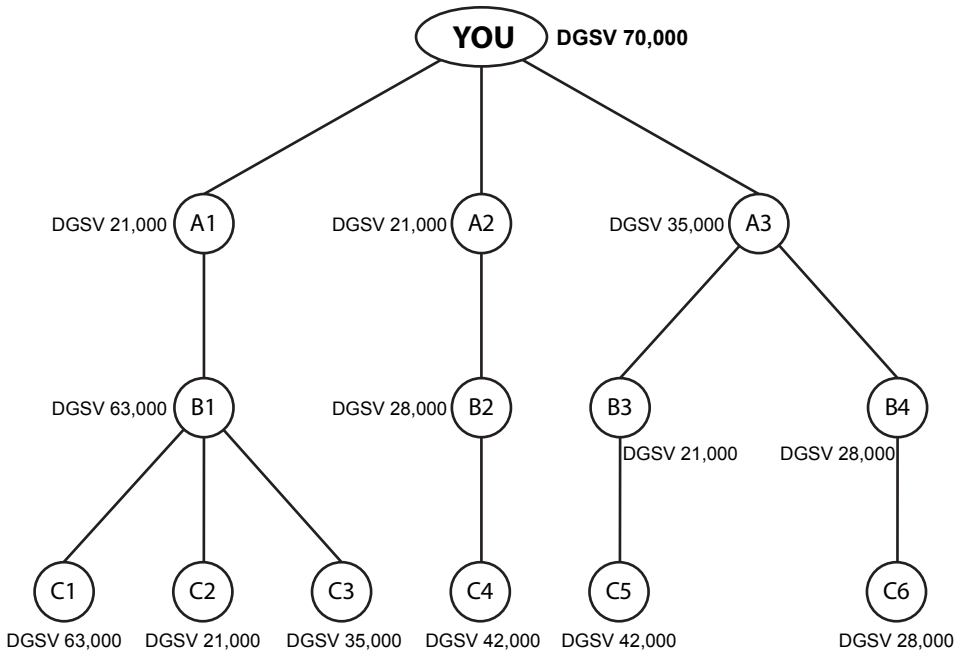 YOU DGSV 70,000
DGSV 21,000 A1 DGSV 21,000 A2 DGSV 35,000 A3
DGSV 63,000 B1 DGSV 28,000 B2 B3 B4
DGSV 21,000 DGSV 28,000
C1 C2 C3 C4 C5 C6
DGSV 63,000 DGSV 21,000 DGSV 35,000 DGSV 42,000 DGSV 42,000 DGSV 28,000